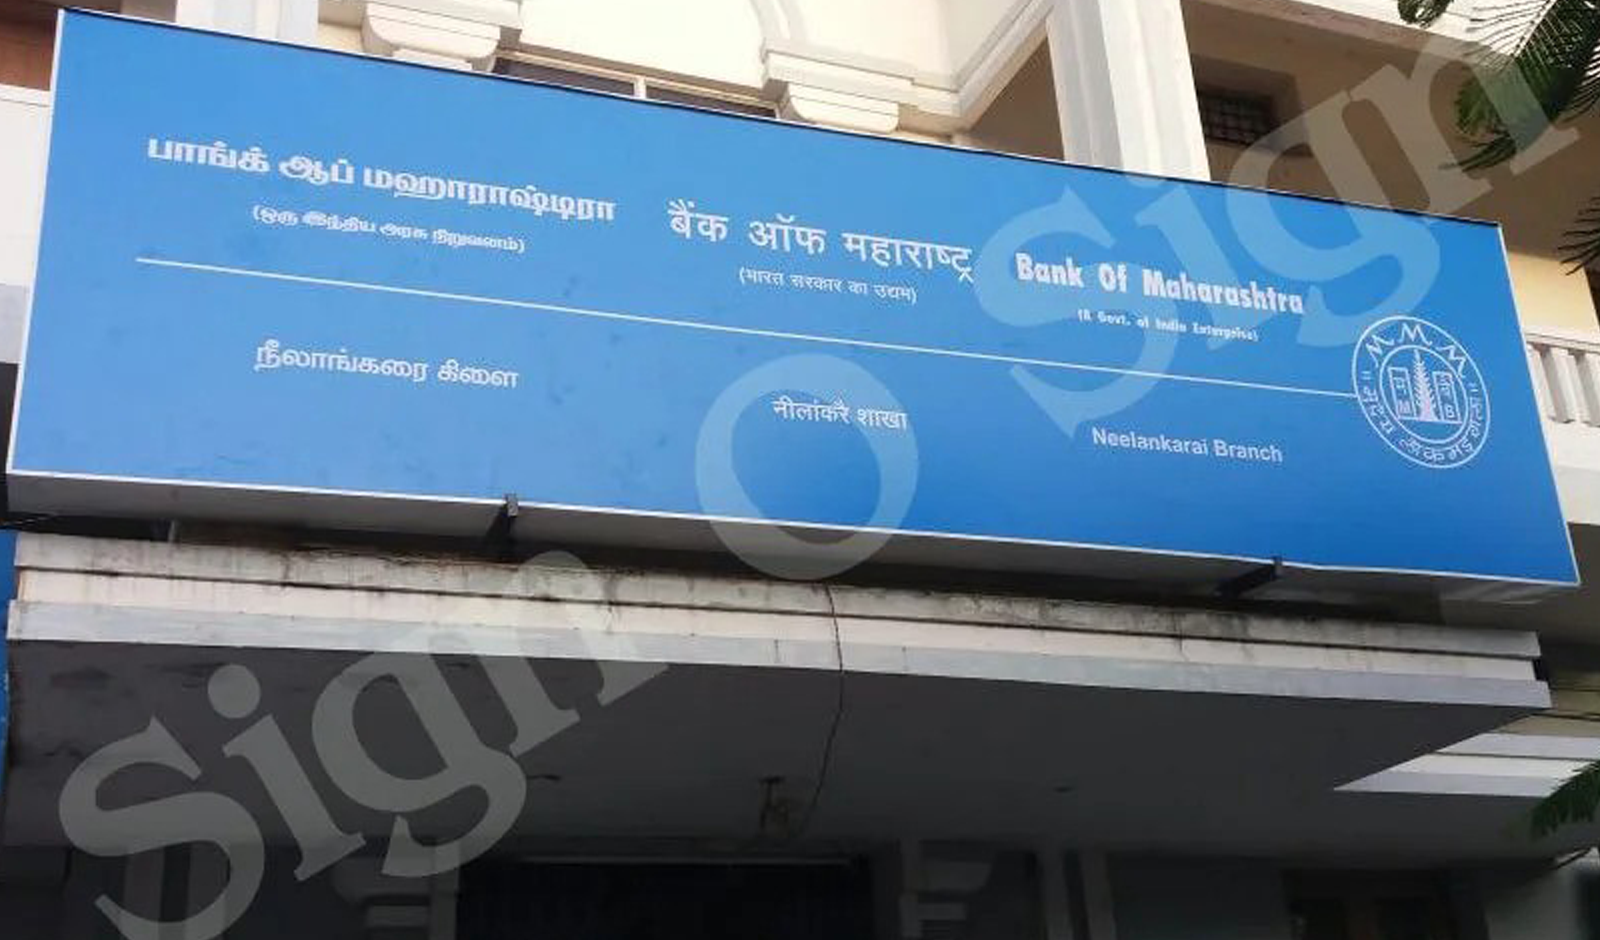 பாங்க் ஆப் மஹாராஷ்டிரா
(ஒரு இந்திய அரசு நிறுவனம்)
बैंक ऑफ महाराष्ट्र
(भारत सरकार का उद्यम)
Bank Of Maharashtra
(A Govt. of India Enterprise)
நீலாங்கரை கிளை
नीलांकरै शाखा
Neelankarai Branch
M B
Sign O Sign